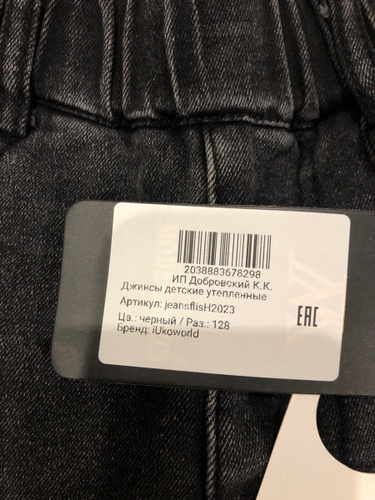 2038883678298
ИП Добровский К.К.
Джинсы детские утепленные
Артикул: jeansflisH2023
Цв.: черный / Раз.: 128
Бренд: iUkoworld
EAC